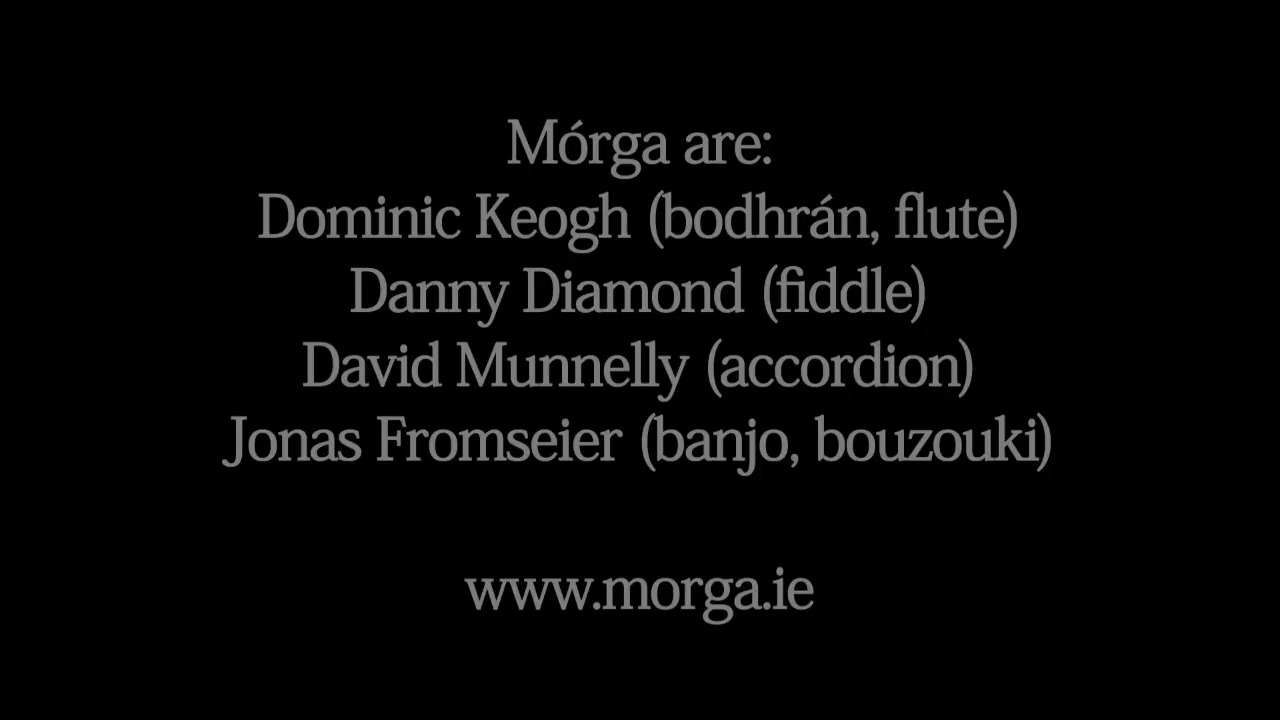 Mórga are:
Dominic Keogh (bodhrán, flute)
Danny Diamond (fiddle)
David Munnelly (accordion)
Jonas Fromseier (banjo, bouzouki)
www.morga.ie